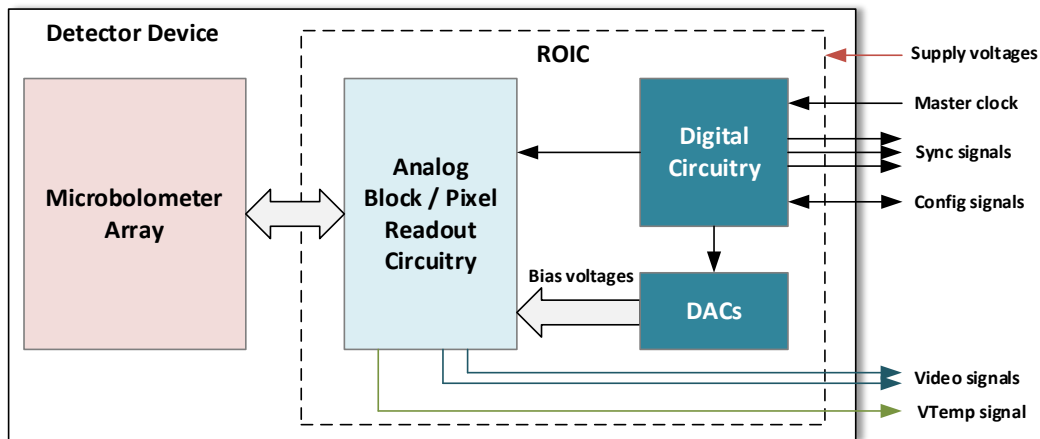 Detector Device
ROIC
Supply voltages
Master clock
Sync signals
Config signals
Digital
Circuitry
Analog
Block / Pixel
Readout
Circuitry
Microbolometer
Array
Bias voltages
DACs
Video signals
VTemp signal